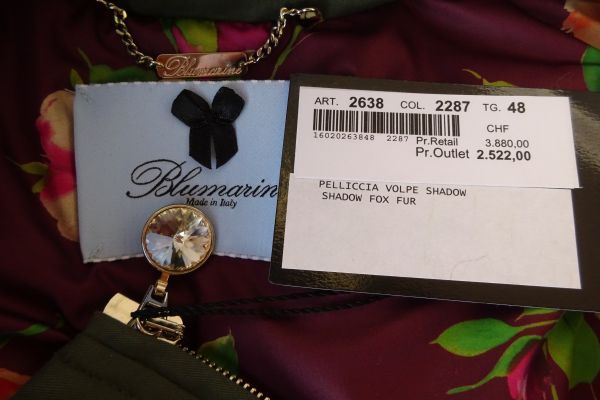 Blumarine
Blumarine
Made in Italy
ART. 2638 COL. 2287 TG. 48
CHF
16020263848 2287 Pr.Retail 3.880,00
Pr.Outlet 2.522,00
PELLICCIA VOLPE SHADOW
SHADOW FOX FUR